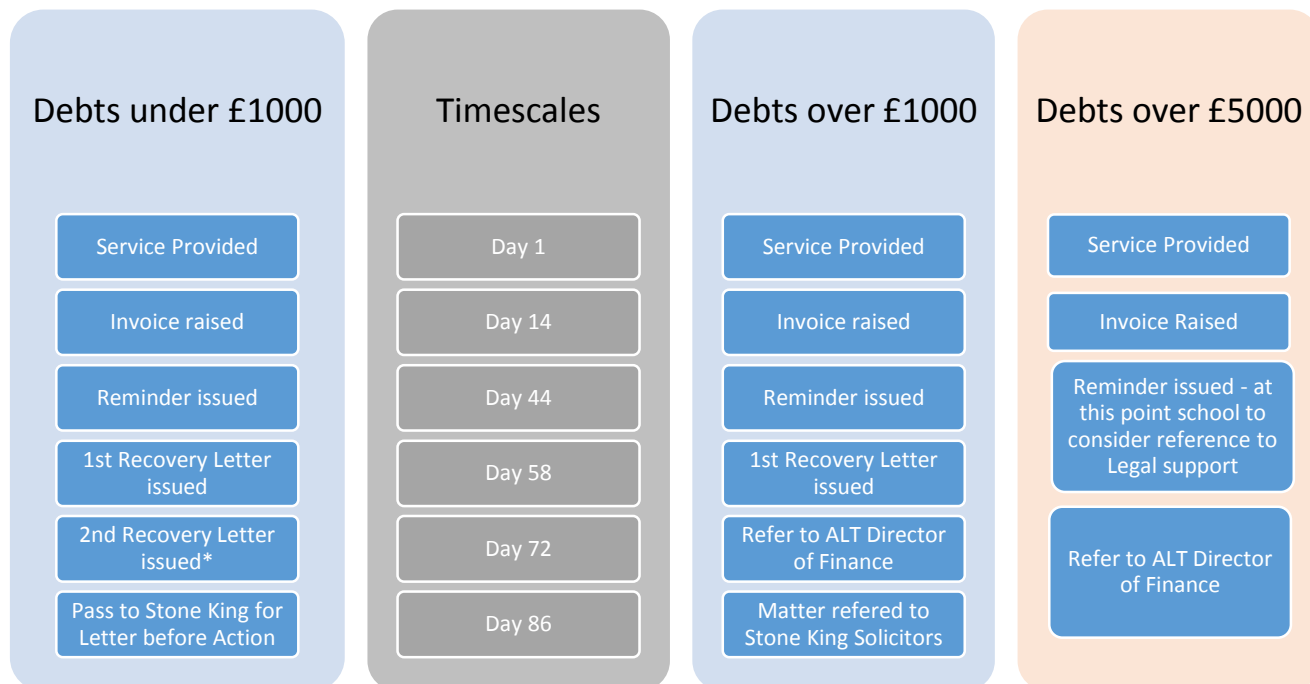 Debts under £1000
Service Provided
Invoice raised
Reminder issued
1st Recovery Letter
issued
2nd Recovery Letter
issued*
Pass to Stone King for
Letter before Action
Timescales
Day 1
Day 14
Day 44
Day 58
Day 72
Day 86
Debts over £1000
Service Provided
Invoice raised
Reminder issued
1st Recovery Letter
issued
Refer to ALT Director
of Finance
Matter refered to
Stone King Solicitors
Debts over £5000
Service Provided
Invoice Raised
Reminder issued - at
this point school to
consider reference to
Legal support
Refer to ALT Director
of Finance